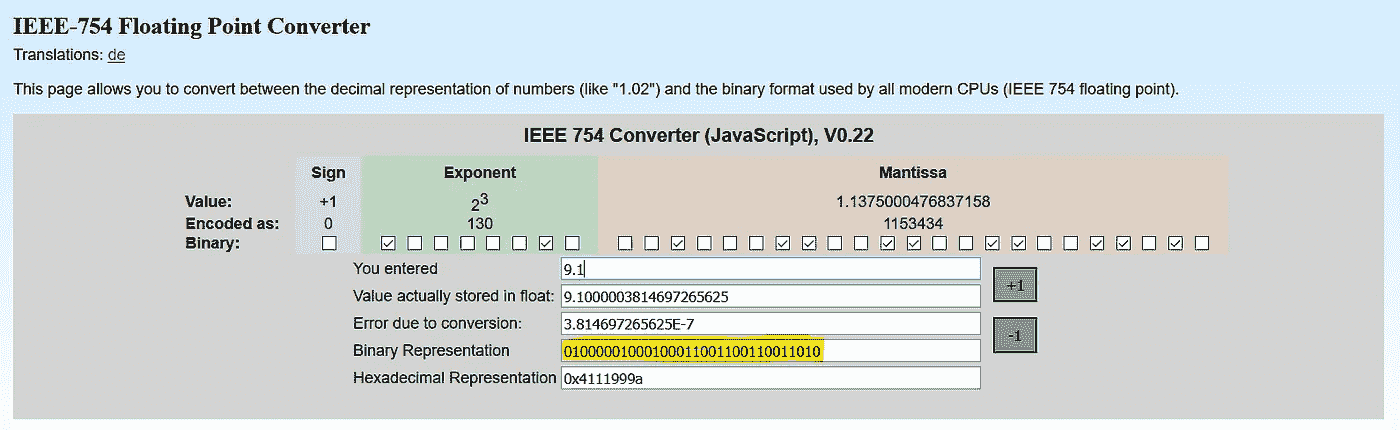 IEEE-754 Floating Point Converter
Translations: de
This page allows you to convert between the decimal representation of numbers (like "1.02") and the binary format used by all modern CPUs (IEEE 754 floating point).
IEEE 754 Converter (JavaScript), V0.22
Sign Exponent Mantissa
Value: +1 2³ 1.1375000476837158
Encoded as: 0 130 1153434
Binary:
You entered 9.1
+1
Value actually stored in float: 9.1000003814697265625
Error due to conversion: 3.814697265625E-7
-1
Binary Representation 01000001000100011001100110011010
Hexadecimal Representation 0x4111999a